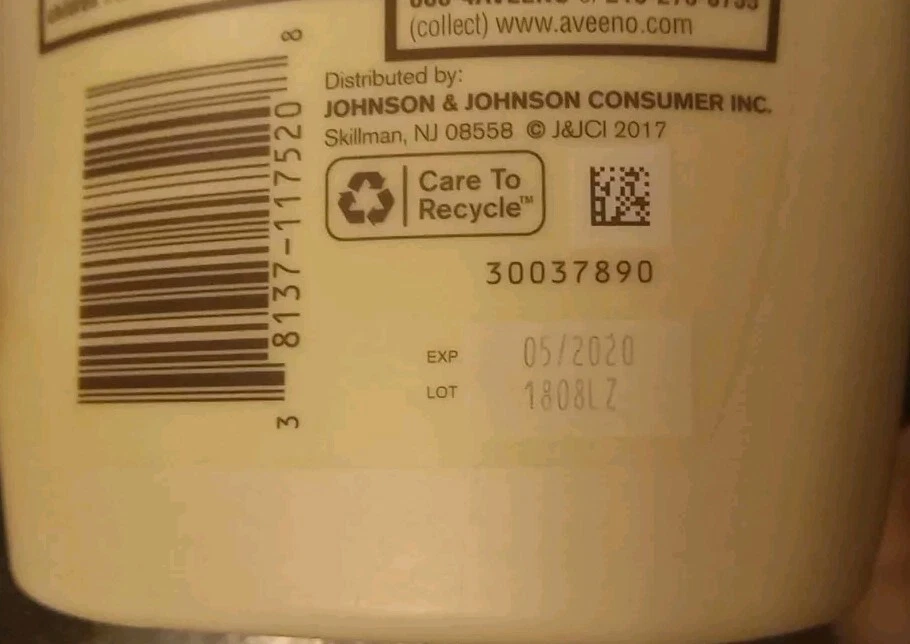 (collect) www.aveeno.com
Distributed by:
JOHNSON & JOHNSON CONSUMER INC.
Skillman, NJ 08558 © J&JCI 2017
Care To
Recycle™
30037890
EXP 05/2020
LOT 1808LZ
3 8137-117520 8